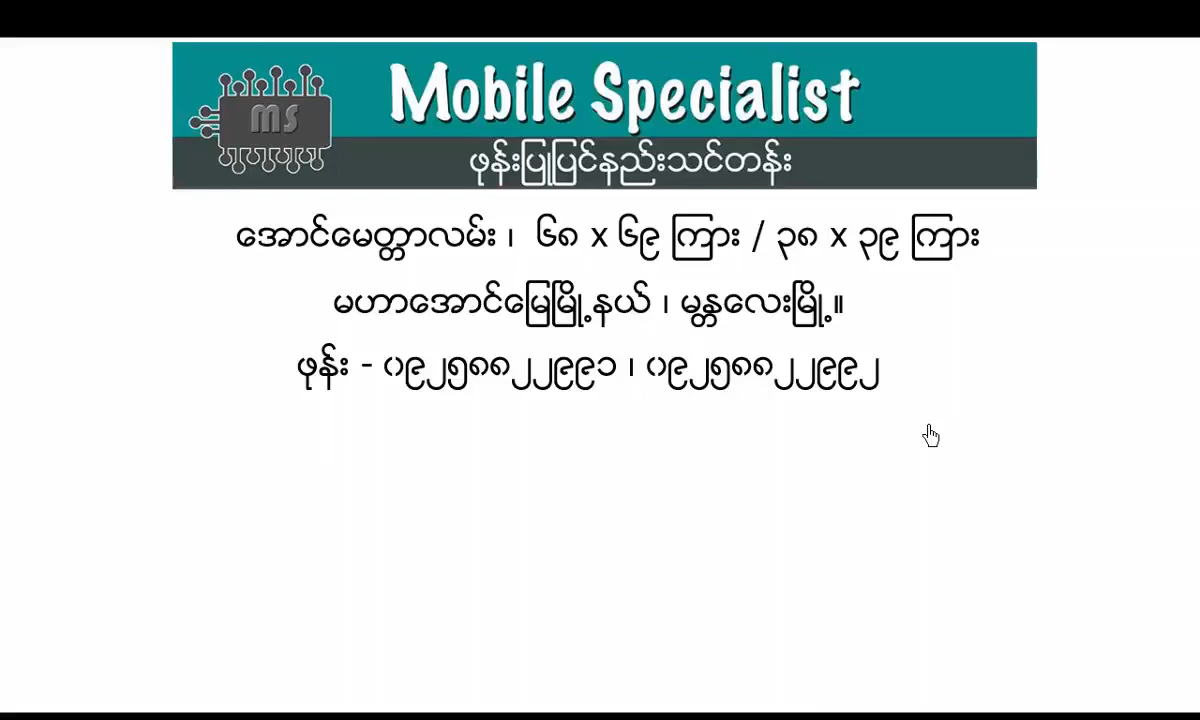 MS
Mobile Specialist
ဖုန်းပြုပြင်နည်းသင်တန်း
အောင်မေတ္တာလမ်း ၊ ၆၈ x ၆၉ ကြား / ၃၈ x ၃၉ ကြား
မဟာအောင်မြေမြို့နယ် ၊ မန္တလေးမြို့။
ဖုန်း - ၀၉၂၅၈၈၂၂၉၉၁ ၊ ၀၉၂၅၈၈၂၂၉၉၂